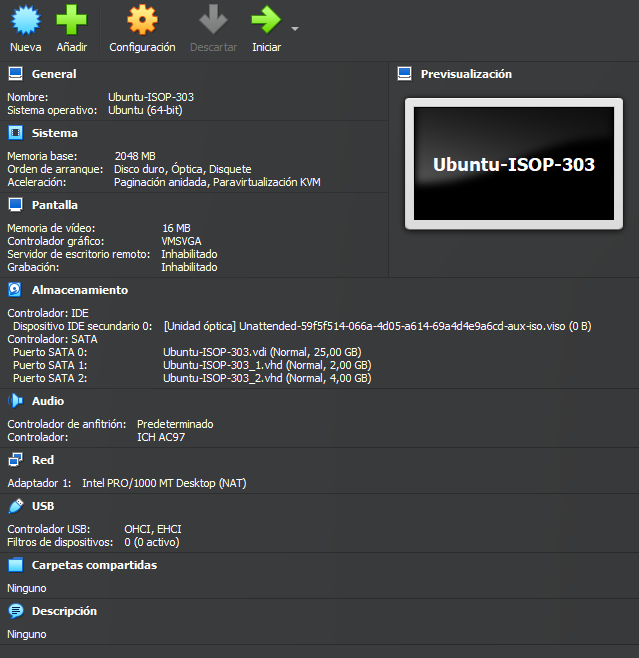 Nueva Añadir Configuración Descartar Iniciar
General
Nombre: Ubuntu-ISOP-303
Sistema operativo: Ubuntu (64-bit)
Sistema
Memoria base: 2048 MB
Orden de arranque: Disco duro, Óptica, Disquete
Aceleración: Paginación anidada, Paravirtualización KVM
Pantalla
Memoria de vídeo: 16 MB
Controlador gráfico: VMSVGA
Servidor de escritorio remoto: Inhabilitado
Grabación: Inhabilitado
Previsualización
Ubuntu-ISOP-303
Almacenamiento
Controlador: IDE
Dispositivo IDE secundario 0: [Unidad óptica] Unattended-59f5f514-066a-4d05-a614-69a4d4e9a6cd-aux-iso.viso (0 B)
Controlador: SATA
Puerto SATA 0: Ubuntu-ISOP-303.vdi (Normal, 25,00 GB)
Puerto SATA 1: Ubuntu-ISOP-303_1.vhd (Normal, 2,00 GB)
Puerto SATA 2: Ubuntu-ISOP-303_2.vhd (Normal, 4,00 GB)
Audio
Controlador de anfitrión: Predeterminado
Controlador: ICH AC97
Red
Adaptador 1: Intel PRO/1000 MT Desktop (NAT)
USB
Controlador USB: OHCI, EHCI
Filtros de dispositivos: 0 (0 activo)
Carpetas compartidas
Ninguno
Descripción
Ninguno